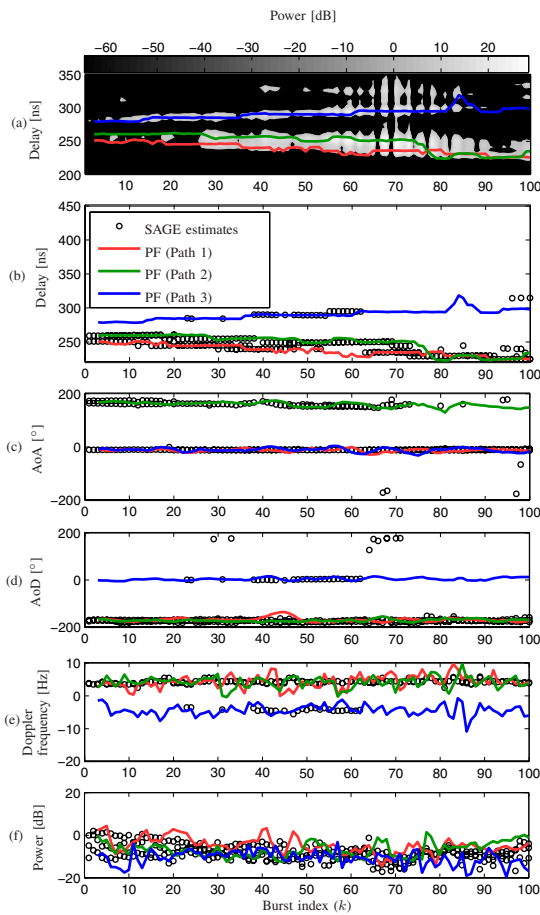 Power [dB]
−60 −50 −40 −30 −20 −10 0 10 20
(a)
Delay [ns]
350
300
250
200
10 20 30 40 50 60 70 80 90 100
(b)
Delay [ns]
450
400
350
300
250
SAGE estimates
PF (Path 1)
PF (Path 2)
PF (Path 3)
0 10 20 30 40 50 60 70 80 90 100
(c)
AoA [°]
200
0
−200
0 10 20 30 40 50 60 70 80 90 100
(d)
AoD [°]
200
0
−200
0 10 20 30 40 50 60 70 80 90 100
(e)
Doppler
frequency [Hz]
10
0
−10
−20
0 10 20 30 40 50 60 70 80 90 100
(f)
Power [dB]
20
0
−20
0 10 20 30 40 50 60 70 80 90 100
Burst index (k)